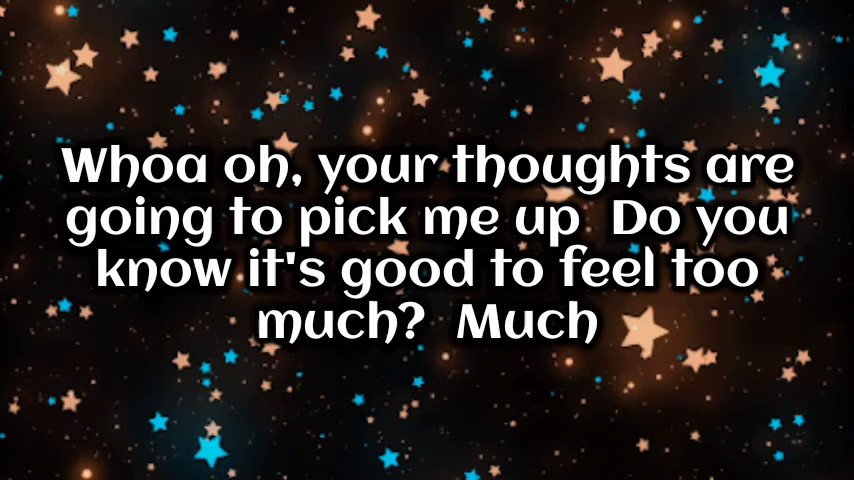 Whoa oh, your thoughts are
going to pick me up  Do you
know it's good to feel too
much?  Much